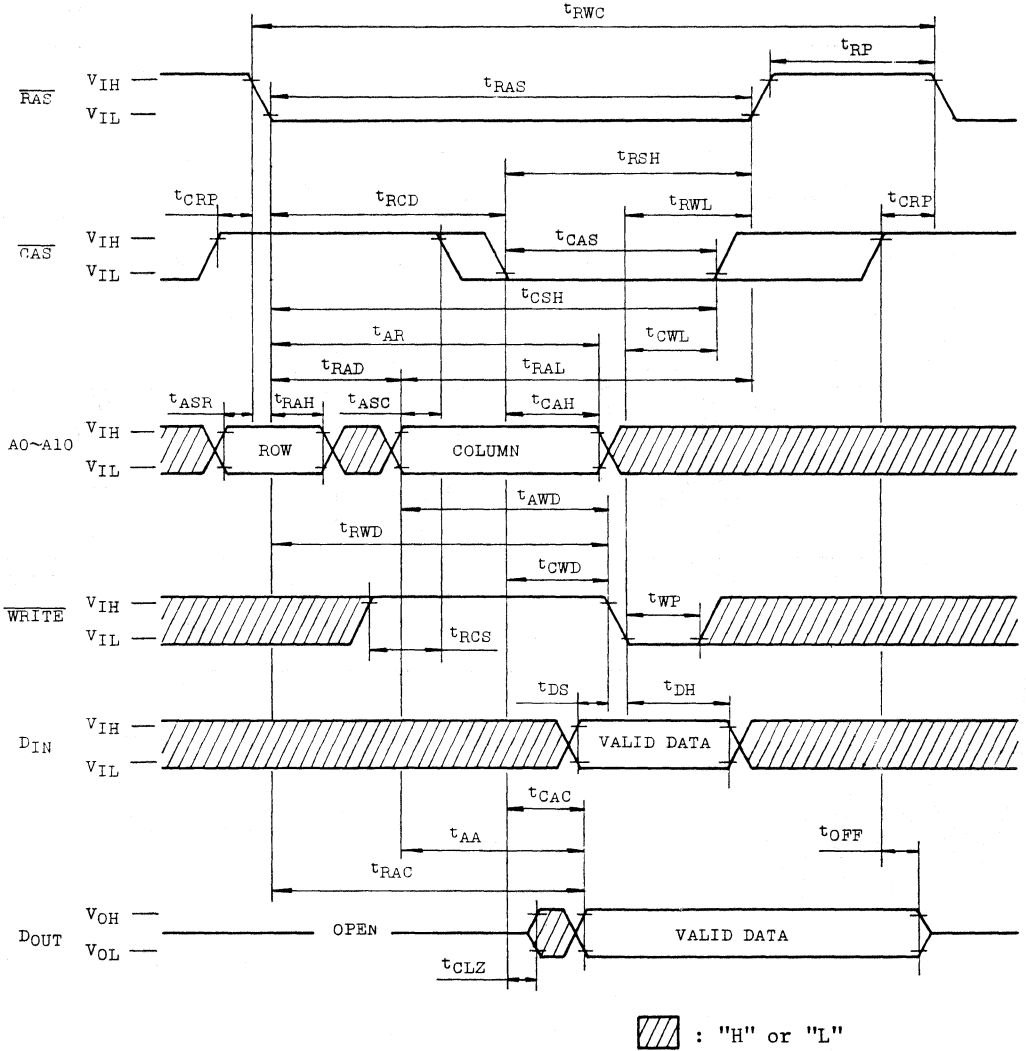 tRWC
tRP
RAS
VIH
VIL
tRAS
tRSH
tCRP
tRCD
tRWL
tCRP
CAS
VIH
VIL
tCAS
tCSH
tAR
tCWL
tRAD
tRAL
tASR
tRAH
tASC
tCAH
A0~A10
VIH
VIL
ROW
COLUMN
tAWD
tRWD
tCWD
WRITE
VIH
VIL
tWP
tRCS
tDS
tDH
DIN
VIH
VIL
VALID DATA
tCAC
tAA
tOFF
tRAC
DOUT
VOH
VOL
OPEN
VALID DATA
tCLZ
: "H" or "L"